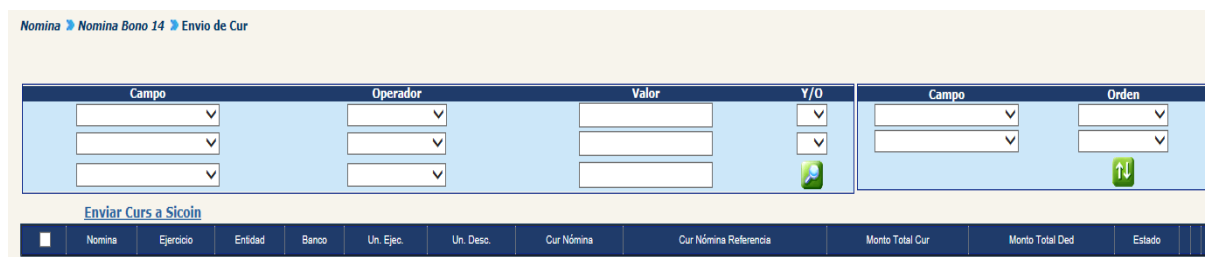 Nomina Nomina Bono 14 Envio de Cur
Campo Operador Valor Y/O Campo Orden
Enviar Curs a Sicoin
Nomina Ejercicio Entidad Banco Un. Ejec. Un. Desc. Cur Nómina Cur Nómina Referencia Monto Total Cur Monto Total Ded Estado